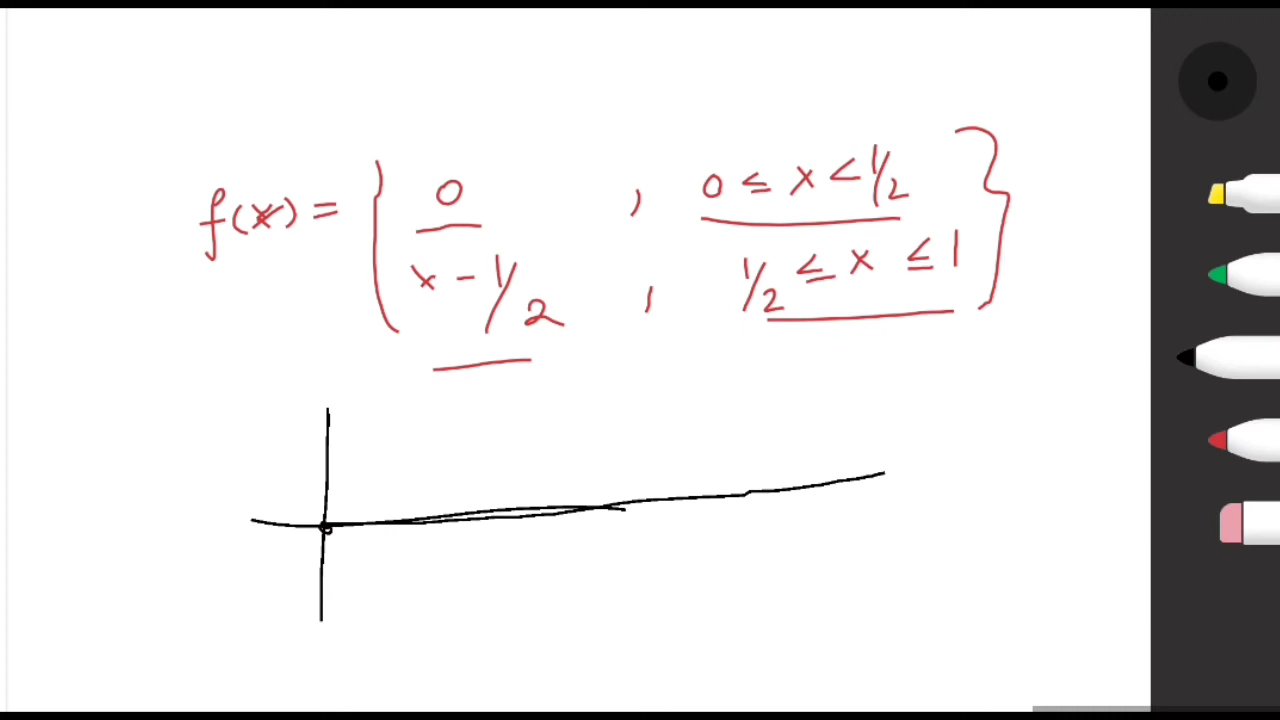 f(x) = { 0 , 0 ≤ x < 1/2 }
x - 1/2 , 1/2 ≤ x ≤ 1